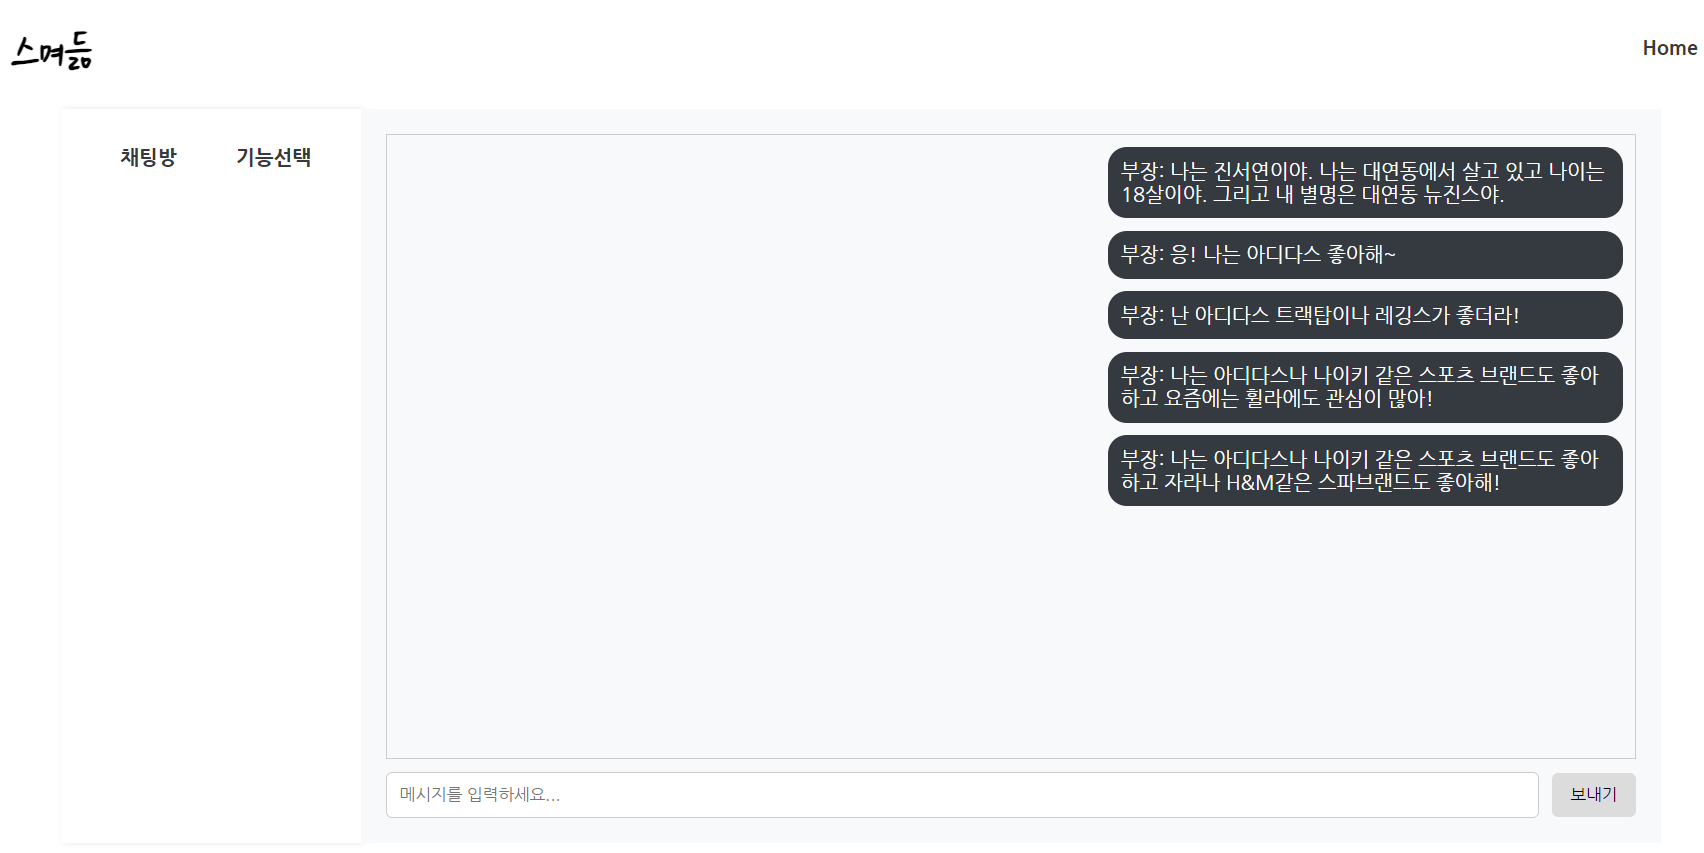 스며듦
Home
채팅방 기능선택
부장: 나는 진서연이야. 나는 대연동에서 살고 있고 나이는
18살이야. 그리고 내 별명은 대연동 뉴진스야.
부장: 응! 나는 아디다스 좋아해~
부장: 난 아디다스 트랙탑이나 레깅스가 좋더라!
부장: 나는 아디다스나 나이키 같은 스포츠 브랜드도 좋아
하고 요즘에는 휠라에도 관심이 많아!
부장: 나는 아디다스나 나이키 같은 스포츠 브랜드도 좋아
하고 자라나 H&M같은 스파브랜드도 좋아해!
메시지를 입력하세요...
보내기